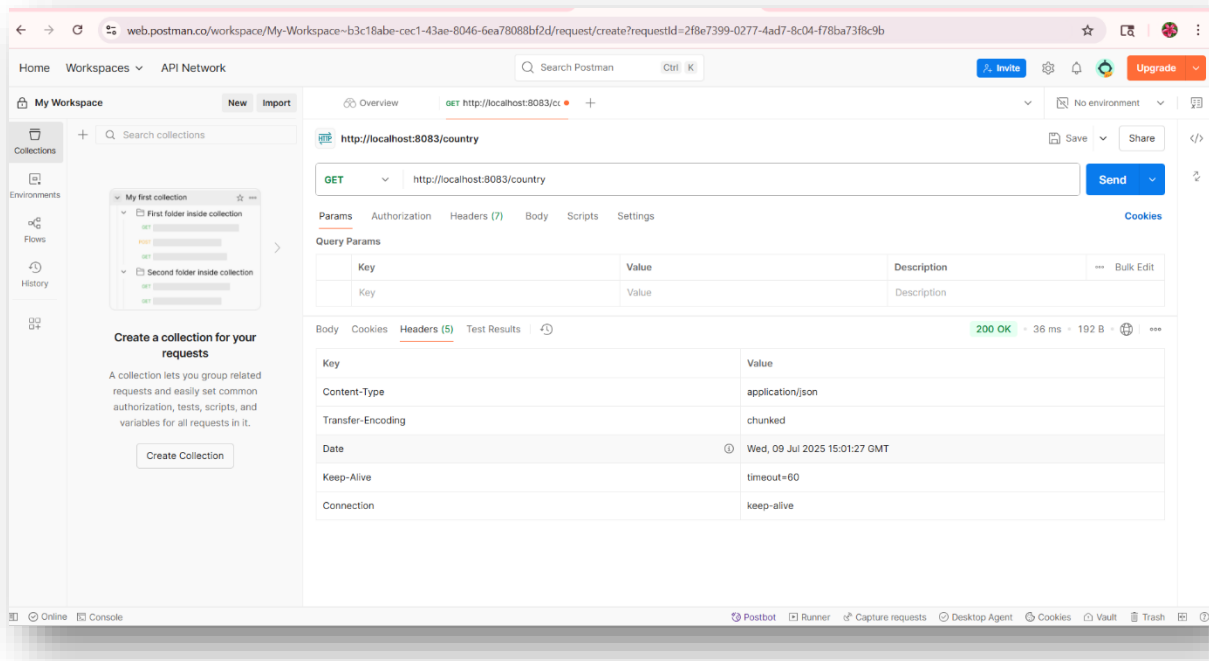 web.postman.co/workspace/My-Workspace~b3c18abe-cec1-43ae-8046-6ea78088bf2d/request/create?requestId=2f8e7399-0277-4ad7-8c04-f78ba73f8c9b
Home Workspaces API Network Search Postman Ctrl K Invite Upgrade
My Workspace New Import Overview GET http://localhost:8083/cc No environment
Collections Search collections http://localhost:8083/country Save Share
Environments GET http://localhost:8083/country Send
My first collection
First folder inside collection
GET
POST
GET
Second folder inside collection
GET
GET
Flows
History
Params Authorization Headers (7) Body Scripts Settings Cookies
Query Params
Key Value Description Bulk Edit
Key Value Description
Body Cookies Headers (5) Test Results 200 OK 36 ms 192 B
Create a collection for your
requests
A collection lets you group related
requests and easily set common
authorization, tests, scripts, and
variables for all requests in it.
Create Collection
Key Value
Content-Type application/json
Transfer-Encoding chunked
Date Wed, 09 Jul 2025 15:01:27 GMT
Keep-Alive timeout=60
Connection keep-alive
Online Console Postbot Runner Capture requests Desktop Agent Cookies Vault Trash